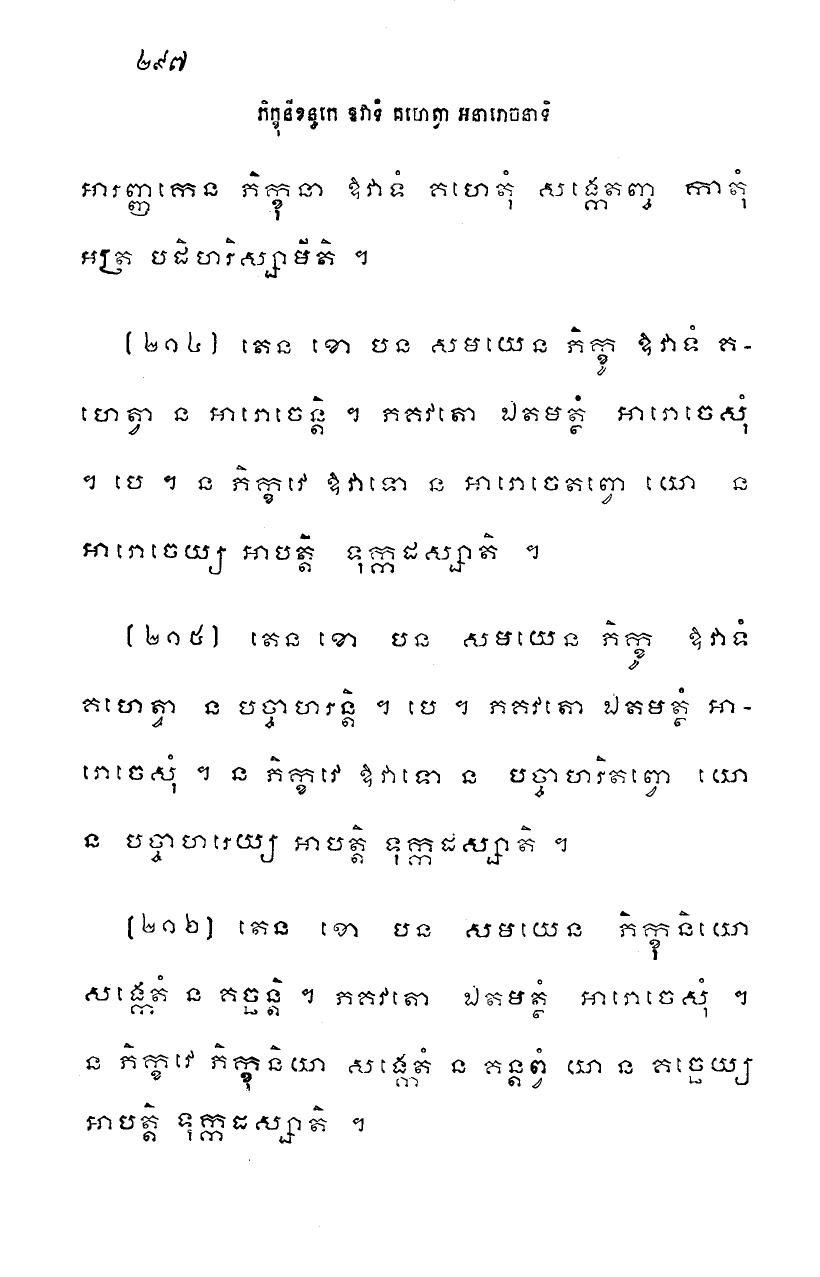 ២៩៧
ភិក្ខុនីខន្ធកេ ឱវាទំ គហេត្វា អនារោចនាទិ
អារញ្ញកេន ភិក្ខុនា ឱវាទំ គហេតុំ សង្កេតញ្ច កាតុំ
អត្រ បដិហរិស្សាមីតិ ។
(២១៤) តេន ខោ បន សមយេន ភិក្ខូ ឱវាទំ គ-
ហេត្វា ន អារោចេន្តិ ។ ភគវតោ ឯតមត្ថំ អារោចេសុំ
។ បេ ។ ន ភិក្ខវេ ឱវាទោ ន អារោចេតព្វោ យោ ន
អារោចេយ្យ អាបត្តិ ទុក្កដស្សាតិ ។
(២១៥) តេន ខោ បន សមយេន ភិក្ខូ ឱវាទំ
គហេត្វា ន បច្ចាហរន្តិ ។ បេ ។ ភគវតោ ឯតមត្ថំ អា-
រោចេសុំ ។ ន ភិក្ខវេ ឱវាទោ ន បច្ចាហរិតព្វោ យោ
ន បច្ចាហរេយ្យ អាបត្តិ ទុក្កដស្សាតិ ។
(២១៦) តេន ខោ បន សមយេន ភិក្ខុនិយោ
សង្កេតំ ន គច្ឆន្តិ ។ ភគវតោ ឯតមត្ថំ អារោចេសុំ ។
ន ភិក្ខវេ ភិក្ខុនិយា សង្កេតំ ន គន្តព្វំ យា ន គច្ឆេយ្យ
អាបត្តិ ទុក្កដស្សាតិ ។